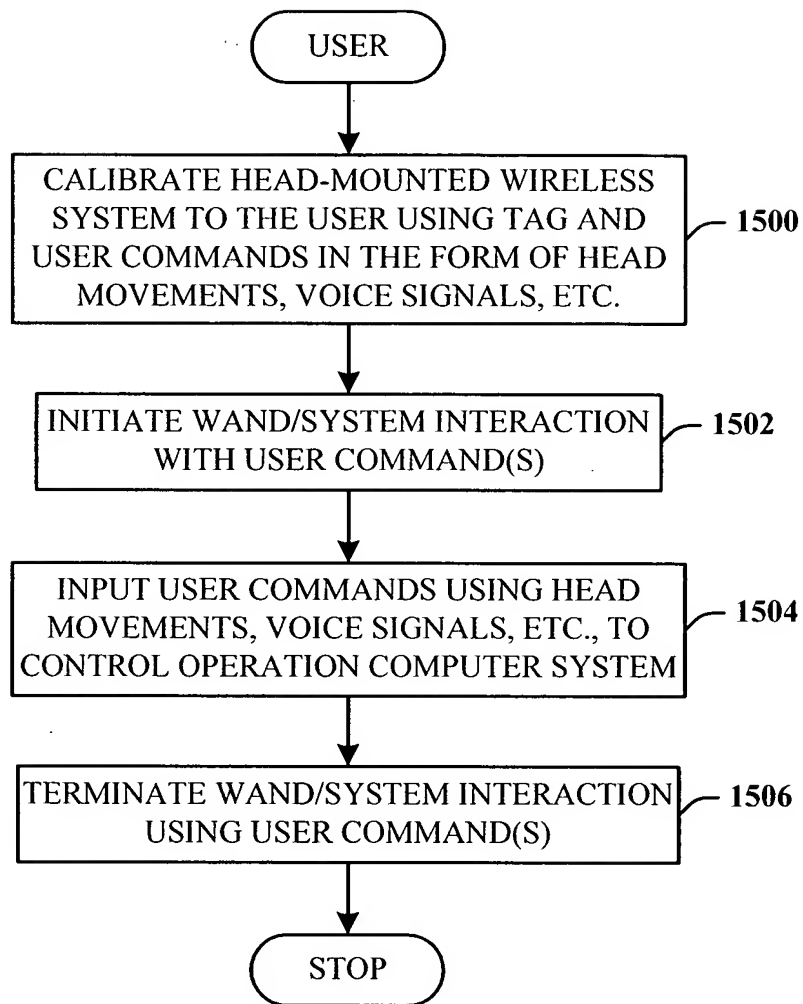 USER
CALIBRATE HEAD-MOUNTED WIRELESS
SYSTEM TO THE USER USING TAG AND
USER COMMANDS IN THE FORM OF HEAD
MOVEMENTS, VOICE SIGNALS, ETC.
1500
INITIATE WAND/SYSTEM INTERACTION
WITH USER COMMAND(S)
1502
INPUT USER COMMANDS USING HEAD
MOVEMENTS, VOICE SIGNALS, ETC., TO
CONTROL OPERATION COMPUTER SYSTEM
1504
TERMINATE WAND/SYSTEM INTERACTION
USING USER COMMAND(S)
1506
STOP